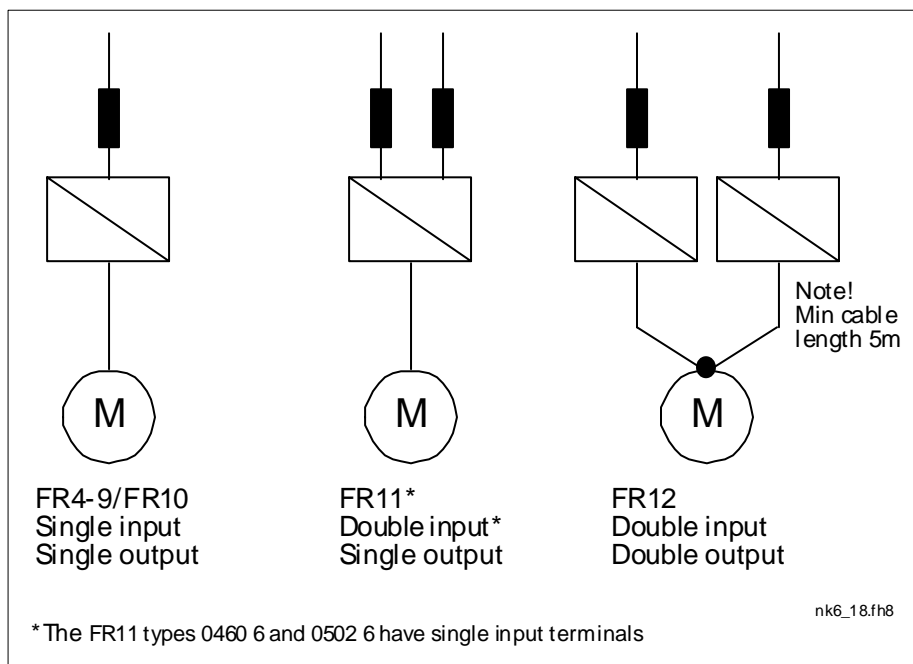 Note!
Min cable
length 5m
M
M
M
FR4-9/FR10
Single input
Single output
FR11*
Double input*
Single output
FR12
Double input
Double output
nk6_18.fh8
*The FR11 types 0460 6 and 0502 6 have single input terminals